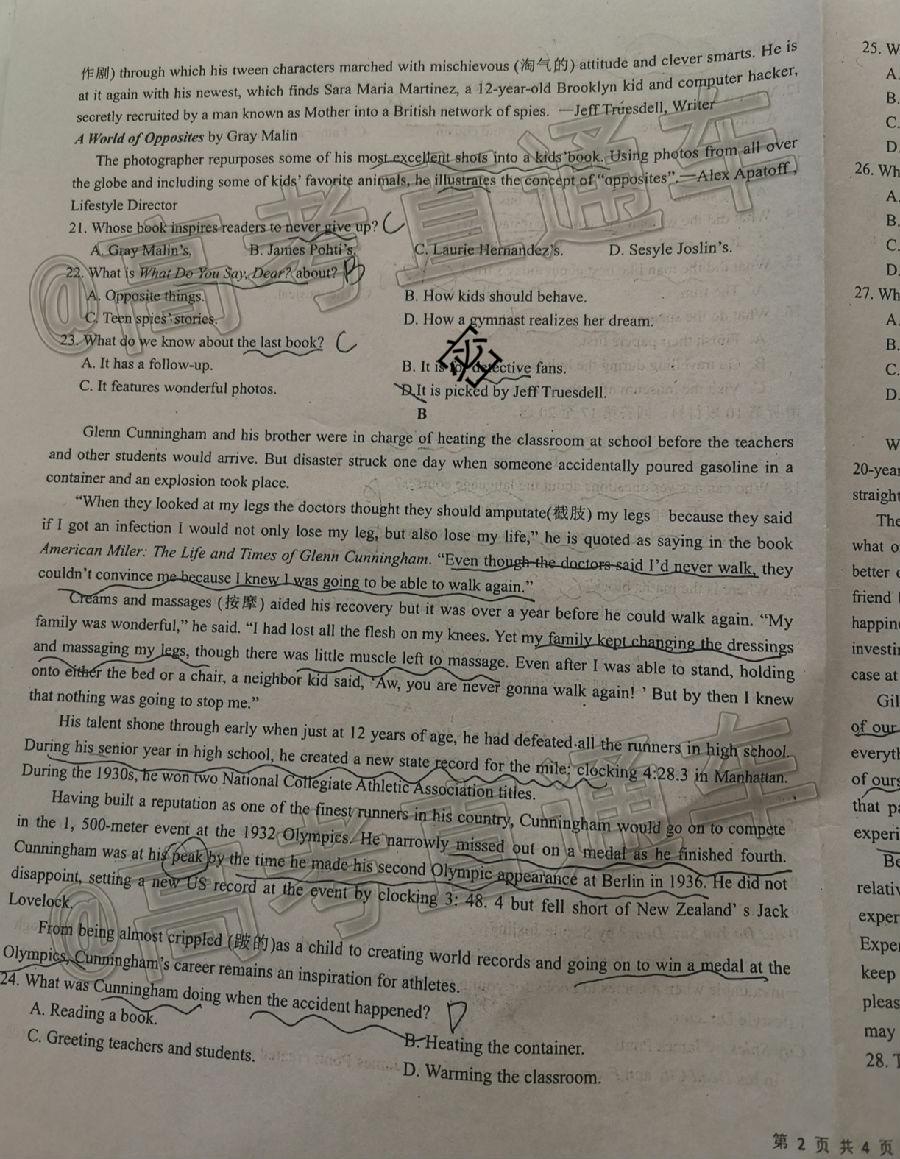 作剧) through which his tween characters marched with mischievous (淘气的) attitude and clever smarts. He is
at it again with his newest, which finds Sara Maria Martinez, a 12-year-old Brooklyn kid and computer hacker,
secretly recruited by a man known as Mother into a British network of spies. —Jeff Truesdell, Writer
A World of Opposites by Gray Malin
The photographer repurposes some of his most excellent shots into a kids'book. Using photos from all over
the globe and including some of kids' favorite animals, he illustrates the concept of "opposites".—Alex Apatoff,
Lifestyle Director
21. Whose book inspires readers to never give up? C
A. Gray Malin's. B. James Ponti's. C. Laurie Hernandez's. D. Sesyle Joslin's.
22. What is What Do You Say, Dear? about? B
A. Opposite things. B. How kids should behave.
C. Teen spies' stories. D. How a gymnast realizes her dream.
23. What do we know about the last book? C
A. It has a follow-up. B. It is for detective fans.
C. It features wonderful photos. D. It is picked by Jeff Truesdell.
B
Glenn Cunningham and his brother were in charge of heating the classroom at school before the teachers
and other students would arrive. But disaster struck one day when someone accidentally poured gasoline in a
container and an explosion took place.
"When they looked at my legs the doctors thought they should amputate(截肢) my legs because they said
if I got an infection I would not only lose my leg, but also lose my life," he is quoted as saying in the book
American Miler: The Life and Times of Glenn Cunningham. "Even though the doctors said I'd never walk, they
couldn't convince me because I knew I was going to be able to walk again."
Creams and massages (按摩) aided his recovery but it was over a year before he could walk again. "My
family was wonderful," he said. "I had lost all the flesh on my knees. Yet my family kept changing the dressings
and massaging my legs, though there was little muscle left to massage. Even after I was able to stand, holding
onto either the bed or a chair, a neighbor kid said, 'Aw, you are never gonna walk again! ' But by then I knew
that nothing was going to stop me."
His talent shone through early when just at 12 years of age, he had defeated all the runners in high school.
During his senior year in high school, he created a new state record for the mile; clocking 4:28.3 in Manhattan.
During the 1930s, he won two National Collegiate Athletic Association titles.
Having built a reputation as one of the finest runners in his country, Cunningham would go on to compete
in the 1, 500-meter event at the 1932 Olympics. He narrowly missed out on a medal as he finished fourth.
Cunningham was at his peak by the time he made his second Olympic appearance at Berlin in 1936. He did not
disappoint, setting a new US record at the event by clocking 3: 48. 4 but fell short of New Zealand' s Jack
Lovelock.
From being almost crippled (跛的)as a child to creating world records and going on to win a medal at the
Olympics, Cunningham's career remains an inspiration for athletes.
24. What was Cunningham doing when the accident happened? D
A. Reading a book. B. Heating the container.
C. Greeting teachers and students. D. Warming the classroom.
第 2 页 共 4 页
25. W
A.
B.
C.
D.
26. Wh
A.
B.
C.
D.
27. Wh
A.
B.
C.
D.
W
20-year
straight
The
what o
better
friend
happin
investi
case at
Gil
of our
everyth
of ours
that p
experi
Be
relativ
exper
Expe
keep
pleas
may
28. T
@高考直通车
@高考直通车